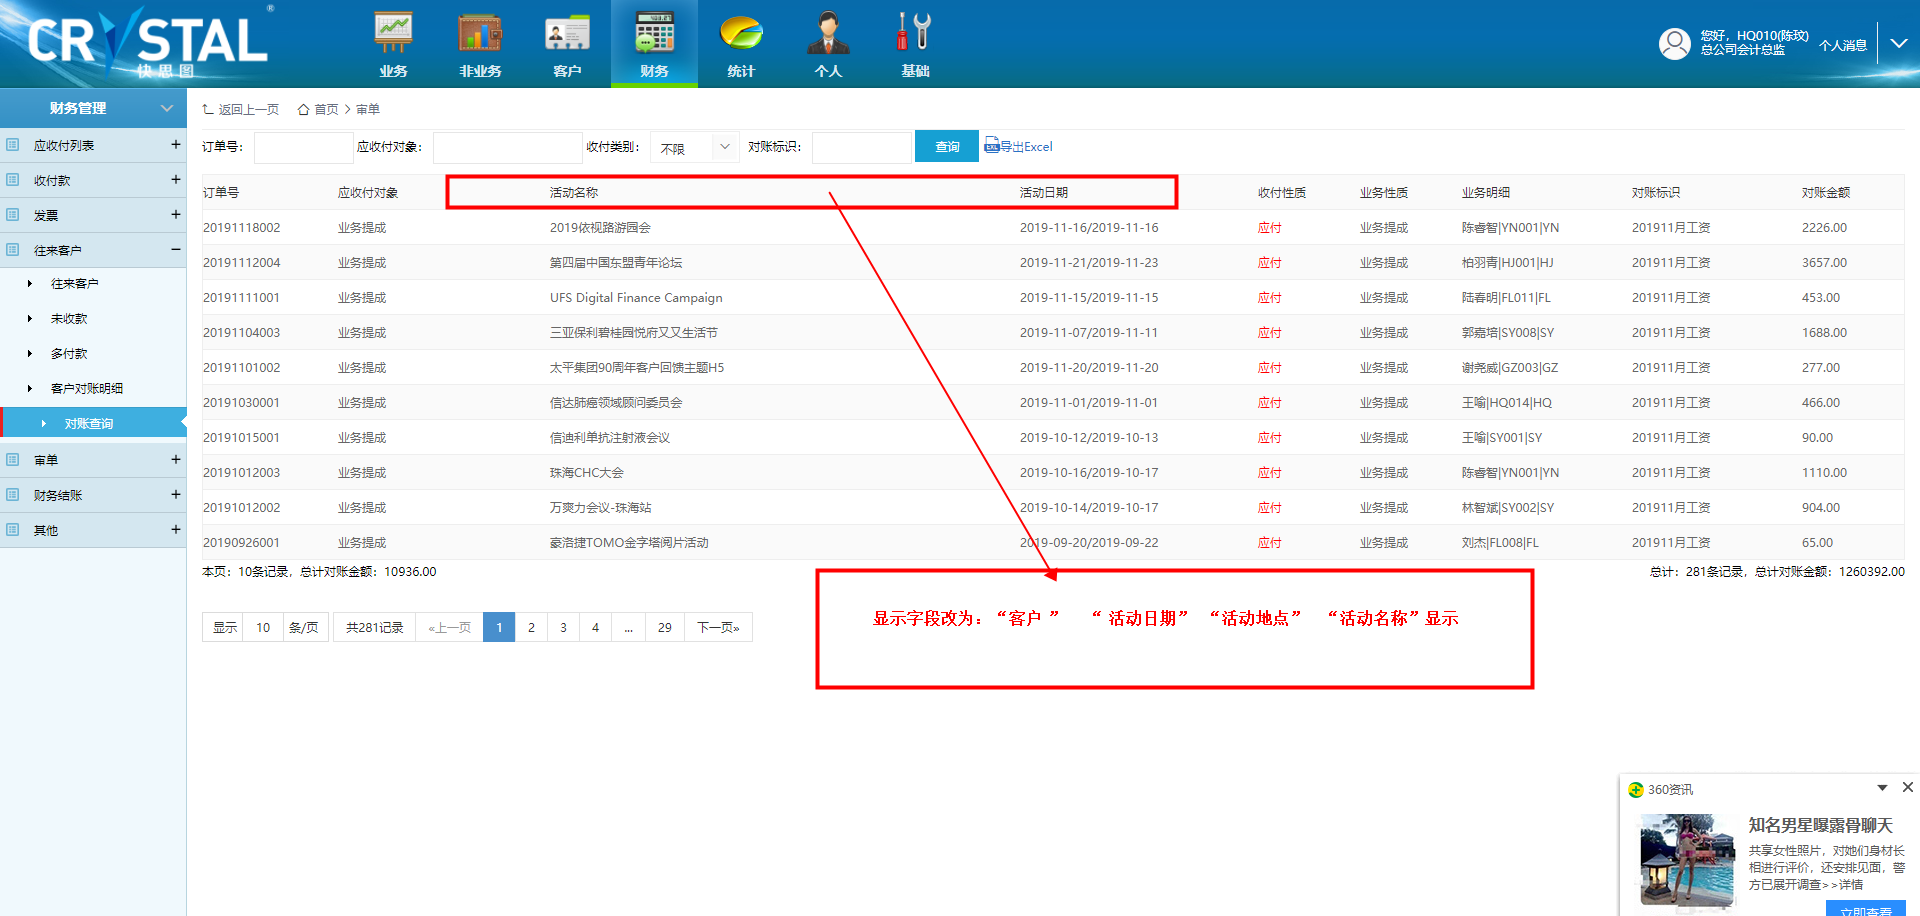 CRYSTAL ®
快思图
业务 非业务 客户 财务 统计 个人 基础
您好，HQ010(陈玟)
总公司会计总监
个人消息
财务管理
应收付列表 +
收付款 +
发票 +
往来客户 −
往来客户
未收款
多付款
客户对账明细
对账查询
审单 +
财务结账 +
其他 +
返回上一页 首页 > 审单
订单号： 应收付对象： 收付类别： 不限 对账标识： 查询 导出Excel
订单号 应收付对象 活动名称 活动日期 收付性质 业务性质 业务明细 对账标识 对账金额
20191118002 业务提成 2019依视路游园会 2019-11-16/2019-11-16 应付 业务提成 陈睿智|YN001|YN 201911月工资 2226.00
20191112004 业务提成 第四届中国东盟青年论坛 2019-11-21/2019-11-23 应付 业务提成 柏羽青|HJ001|HJ 201911月工资 3657.00
20191111001 业务提成 UFS Digital Finance Campaign 2019-11-15/2019-11-15 应付 业务提成 陆春明|FL011|FL 201911月工资 453.00
20191104003 业务提成 三亚保利碧桂园悦府又又生活节 2019-11-07/2019-11-11 应付 业务提成 郭嘉培|SY008|SY 201911月工资 1688.00
20191101002 业务提成 太平集团90周年客户回馈主题H5 2019-11-20/2019-11-20 应付 业务提成 谢尧威|GZ003|GZ 201911月工资 277.00
20191030001 业务提成 信达肺癌领域顾问委员会 2019-11-01/2019-11-01 应付 业务提成 王喻|HQ014|HQ 201911月工资 466.00
20191015001 业务提成 信迪利单抗注射液会议 2019-10-12/2019-10-13 应付 业务提成 王喻|SY001|SY 201911月工资 90.00
20191012003 业务提成 珠海CHC大会 2019-10-16/2019-10-17 应付 业务提成 陈睿智|YN001|YN 201911月工资 1110.00
20191012002 业务提成 万爽力会议-珠海站 2019-10-14/2019-10-17 应付 业务提成 林智斌|SY002|SY 201911月工资 904.00
20190926001 业务提成 豪洛捷TOMO金字塔阅片活动 2019-09-20/2019-09-22 应付 业务提成 刘杰|FL008|FL 201911月工资 65.00
本页：10条记录，总计对账金额：10936.00 总计：281条记录，总计对账金额：1260392.00
显示字段改为：“客户 ” “ 活动日期” “活动地点” “活动名称”显示
显示 10 条/页 共281记录 «上一页 1 2 3 4 ... 29 下一页»
360资讯
知名男星曝露骨聊天
共享女性照片，对她们身材长
相进行评价，还安排见面，警
方已展开调查>>详情
立即查看